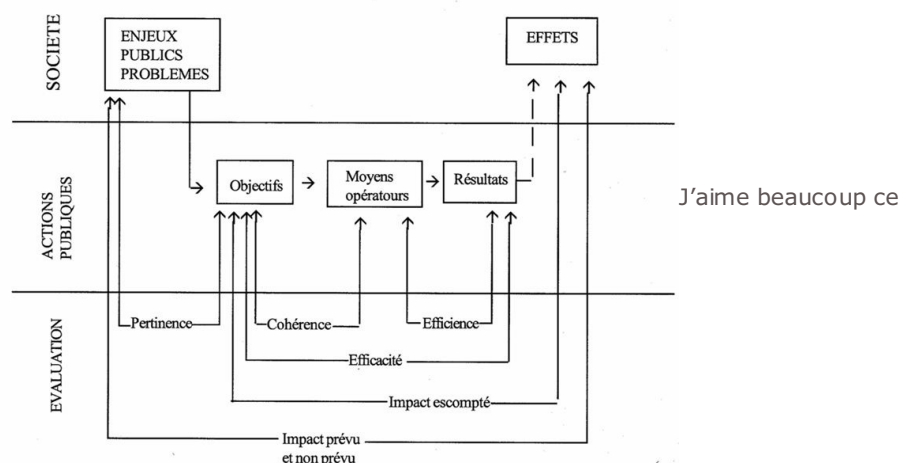 SOCIETE
ENJEUX
PUBLICS
PROBLEMES
EFFETS
ACTIONS
PUBLIQUES
Objectifs
Moyens
opératours
Résultats
J’aime beaucoup ce
EVALUATION
Pertinence
Cohérence
Efficience
Efficacité
Impact escompté
Impact prévu
et non prévu